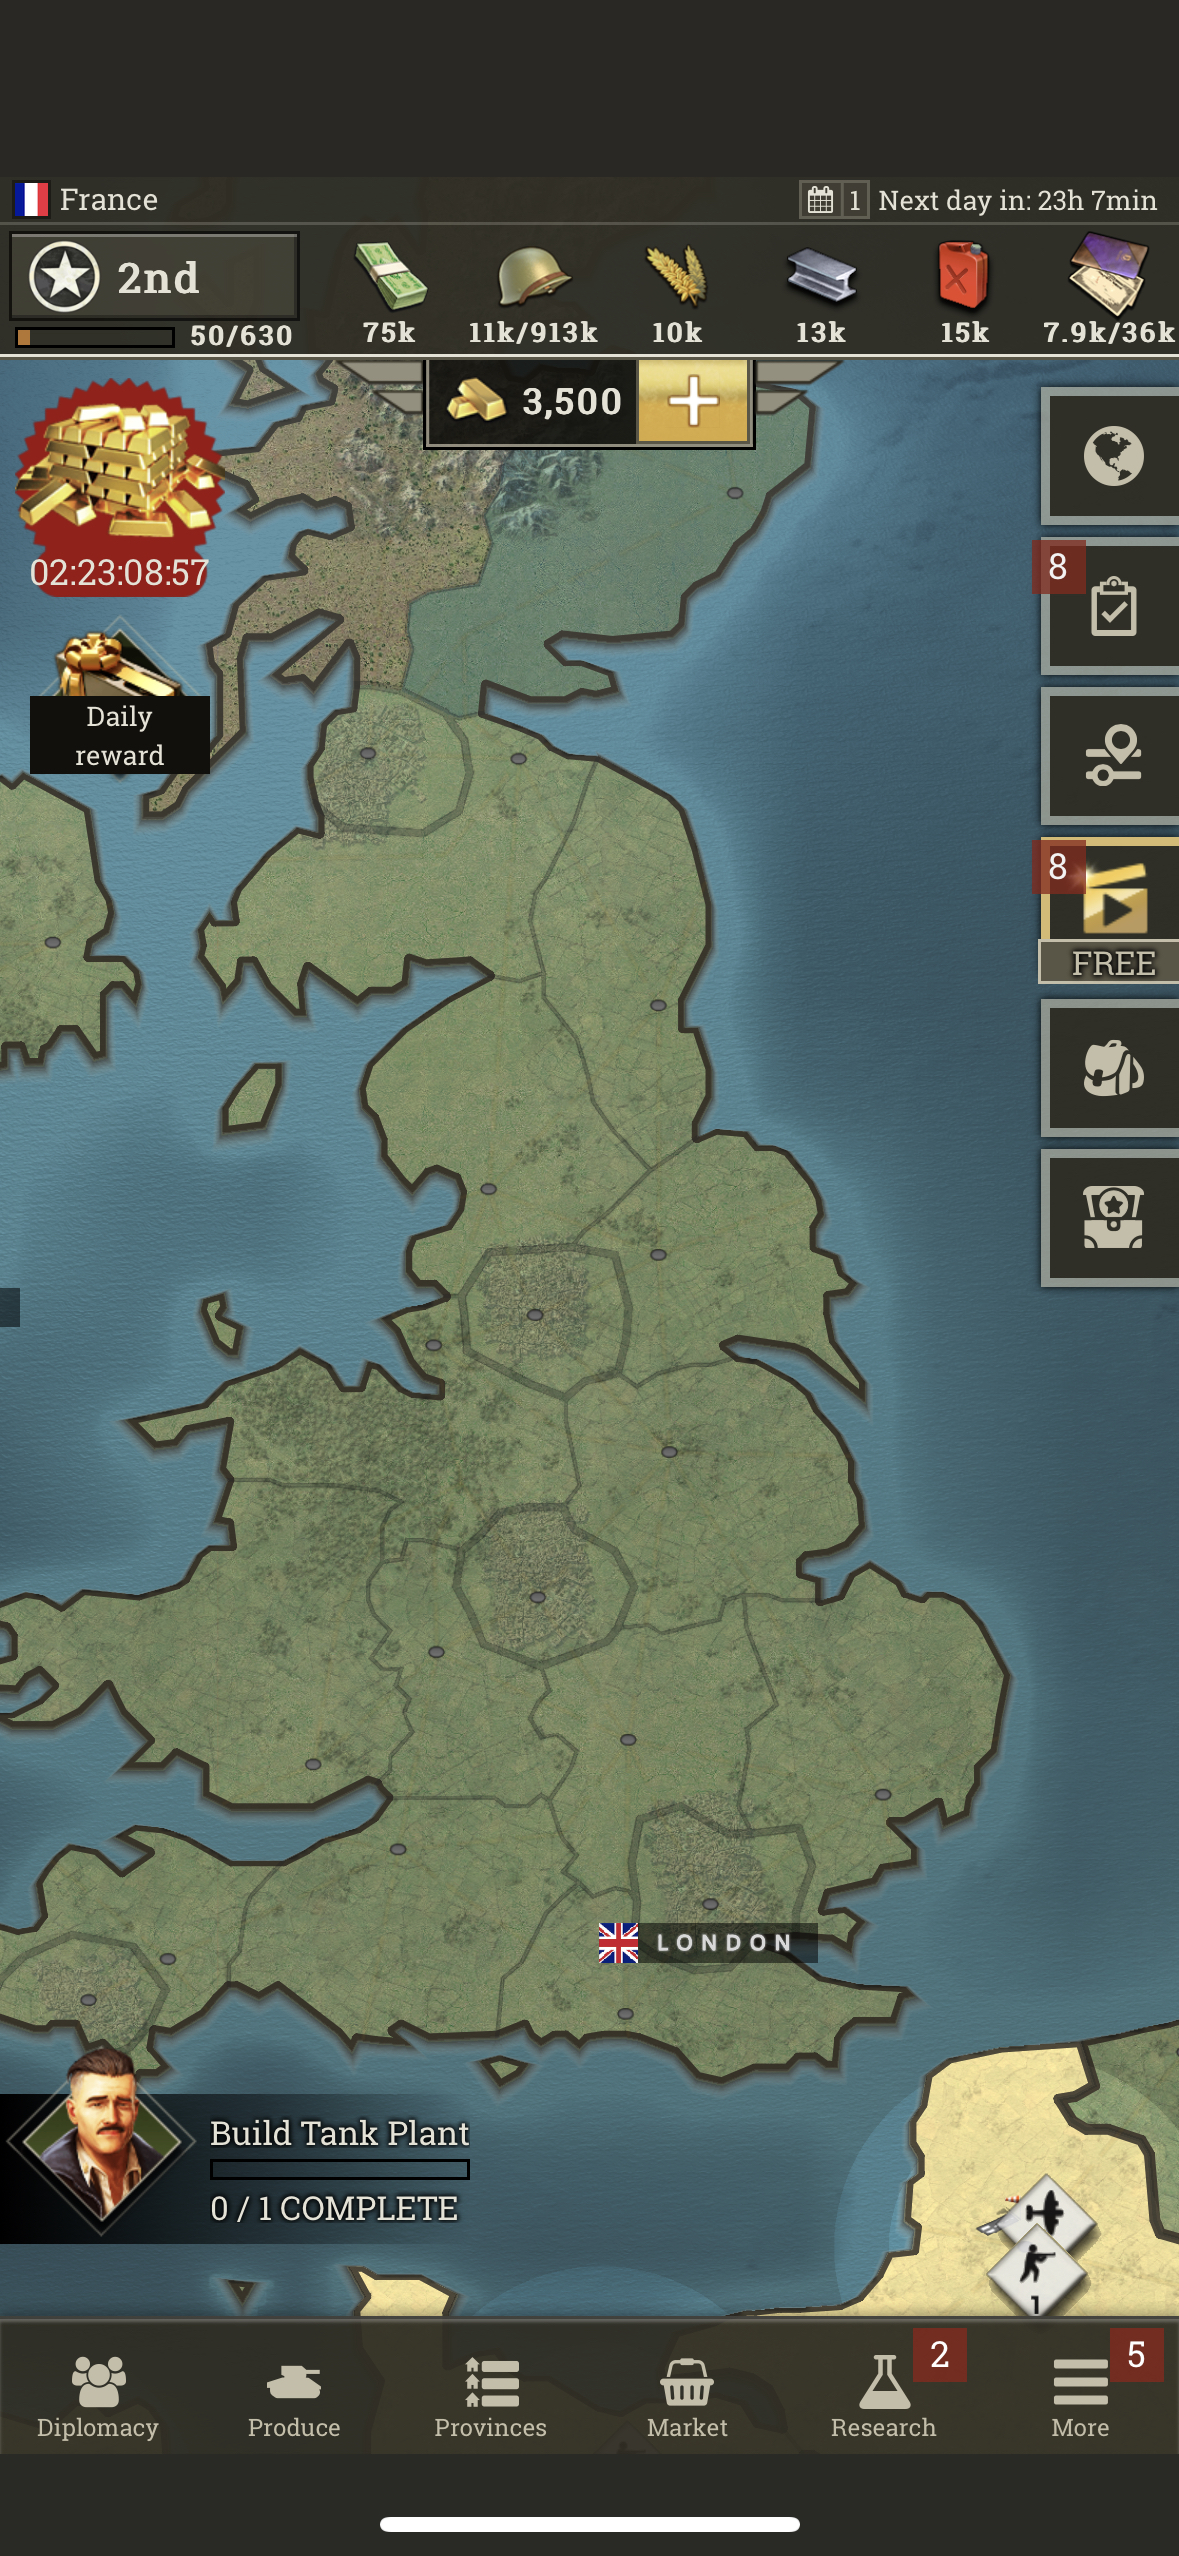 France
1
Next day in: 23h 7min
2nd
50/630
75k
11k/913k
10k
13k
15k
7.9k/36k
3,500
02:23:08:57
8
Daily
reward
8
FREE
LONDON
Build Tank Plant
0 / 1 COMPLETE
1
2
5
Diplomacy
Produce
Provinces
Market
Research
More